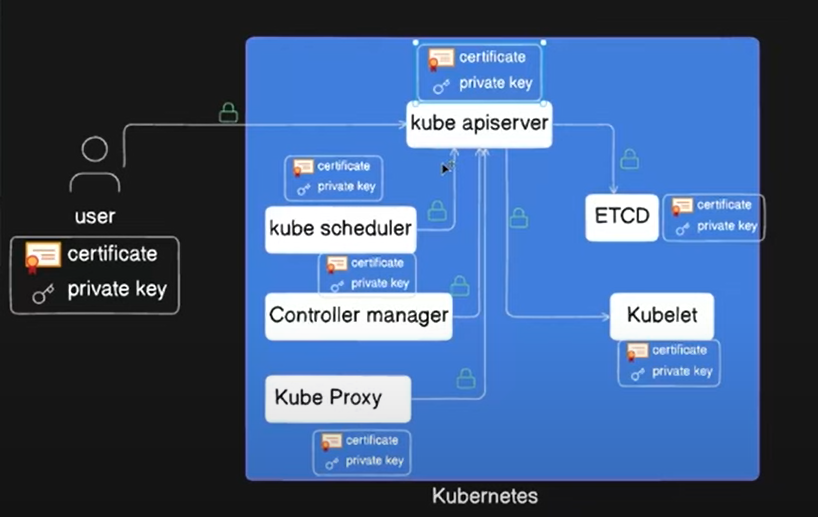 certificate
private key
kube apiserver
certificate
private key
user
certificate
private key
kube scheduler
ETCD
certificate
private key
certificate
private key
Controller manager
Kubelet
certificate
private key
Kube Proxy
certificate
private key
Kubernetes